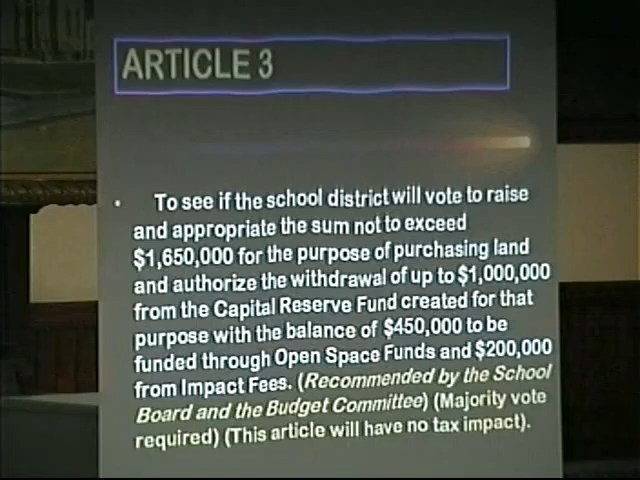 ARTICLE 3
• To see if the school district will vote to raise
and appropriate the sum not to exceed
$1,650,000 for the purpose of purchasing land
and authorize the withdrawal of up to $1,000,000
from the Capital Reserve Fund created for that
purpose with the balance of $450,000 to be
funded through Open Space Funds and $200,000
from Impact Fees. (Recommended by the School
Board and the Budget Committee) (Majority vote
required) (This article will have no tax impact).